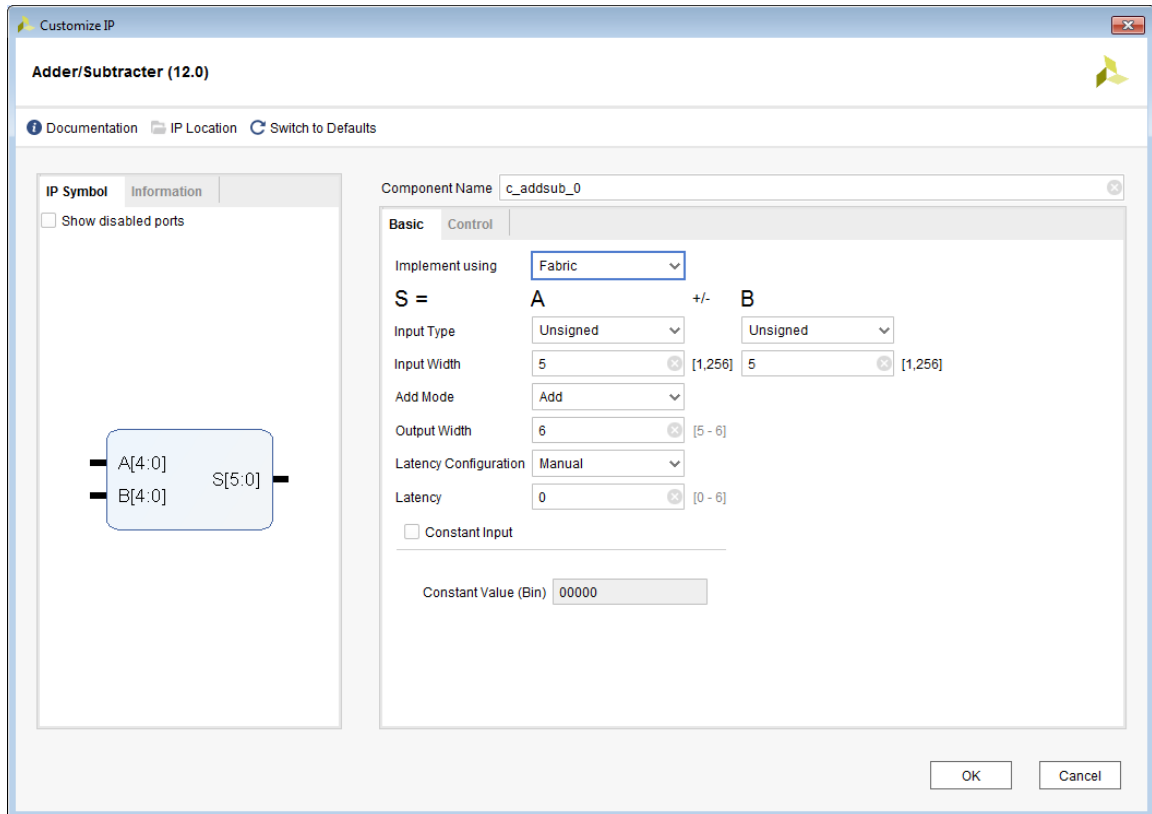 Customize IP
Adder/Subtracter (12.0)
Documentation IP Location Switch to Defaults
IP Symbol Information
Show disabled ports
A[4:0]
B[4:0]
S[5:0]
Component Name c_addsub_0
Basic Control
Implement using Fabric
S = A +/- B
Input Type Unsigned Unsigned
Input Width 5 [1,256] 5 [1,256]
Add Mode Add
Output Width 6 [5 - 6]
Latency Configuration Manual
Latency 0 [0 - 6]
Constant Input
Constant Value (Bin) 00000
OK Cancel